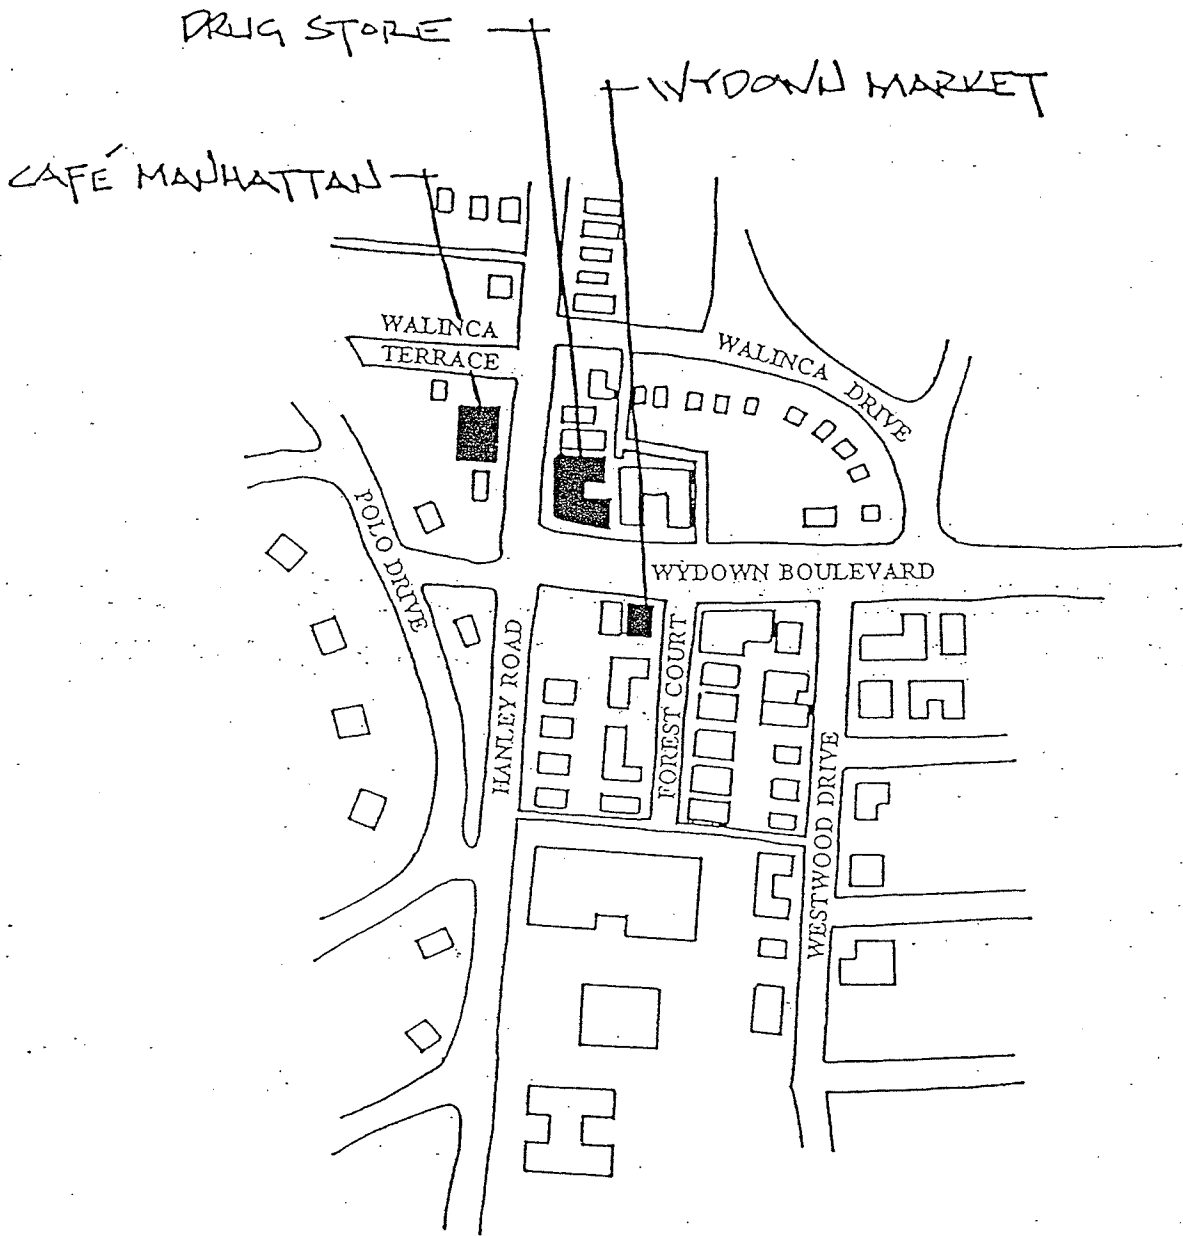 DRUG STORE
WYDOWN MARKET
CAFÉ MANHATTAN
WALINCA
TERRACE
WALINCA DRIVE
POLO DRIVE
WYDOWN BOULEVARD
HANLEY ROAD
FOREST COURT
WESTWOOD DRIVE